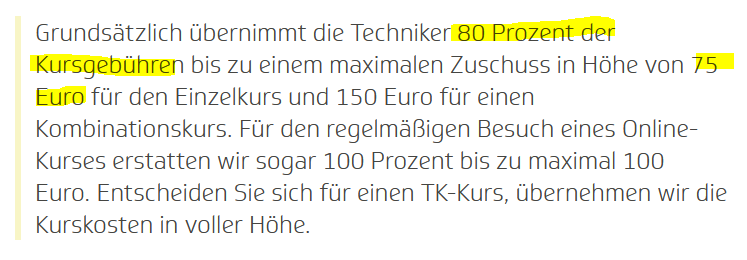 Grundsätzlich übernimmt die Techniker 80 Prozent der
Kursgebühren bis zu einem maximalen Zuschuss in Höhe von 75
Euro für den Einzelkurs und 150 Euro für einen
Kombinationskurs. Für den regelmäßigen Besuch eines Online-
Kurses erstatten wir sogar 100 Prozent bis zu maximal 100
Euro. Entscheiden Sie sich für einen TK-Kurs, übernehmen wir die
Kurskosten in voller Höhe.